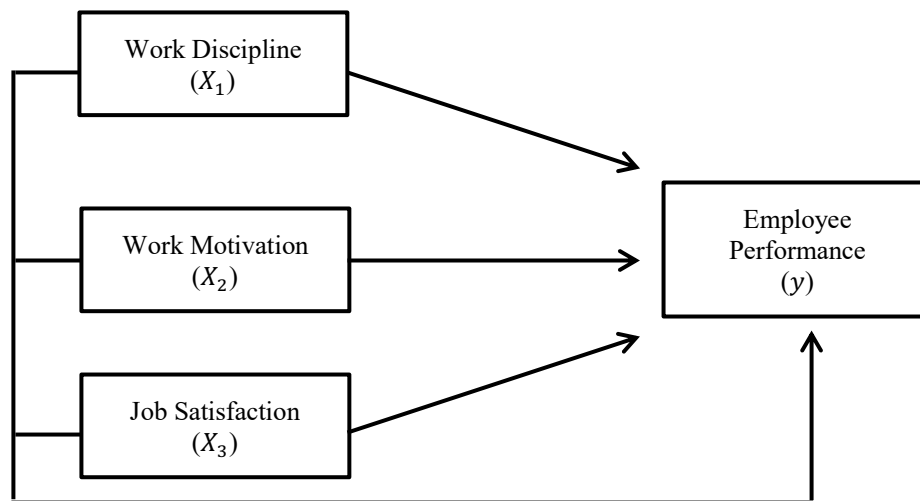 Work Discipline
(X₁)
Work Motivation
(X₂)
Job Satisfaction
(X₃)
Employee
Performance
(y)